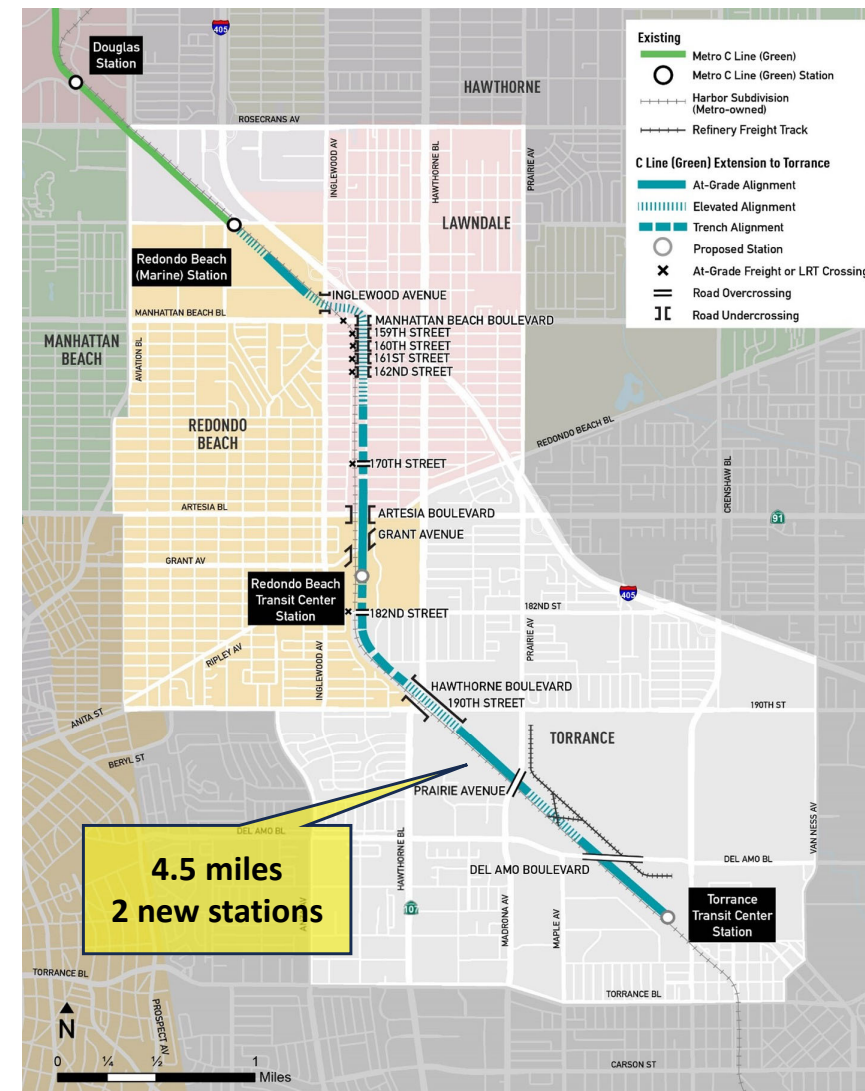 405
Douglas
Station
HAWTHORNE
ROSECRANS AV
INGLEWOOD AV
HAWTHORNE BL
PRAIRIE AV
Existing
Metro C Line (Green)
Metro C Line (Green) Station
Harbor Subdivision
(Metro-owned)
Refinery Freight Track
C Line (Green) Extension to Torrance
At-Grade Alignment
Elevated Alignment
Trench Alignment
Proposed Station
At-Grade Freight or LRT Crossing
Road Overcrossing
Road Undercrossing
LAWNDALE
Redondo Beach
(Marine) Station
INGLEWOOD AVENUE
MANHATTAN BEACH BL
MANHATTAN BEACH BOULEVARD
159TH STREET
160TH STREET
161ST STREET
162ND STREET
MANHATTAN
BEACH
AVIATION BL
REDONDO
BEACH
REDONDO BEACH BL
170TH STREET
CRENSHAW BL
ARTESIA BL
ARTESIA BOULEVARD
91
GRANT AVENUE
GRANT AV
Redondo Beach
Transit Center
Station
405
182ND STREET
182ND ST
PRAIRIE AV
RIPLEY AV
INGLEWOOD AV
HAWTHORNE BOULEVARD
190TH STREET
190TH ST
ANITA ST
BERYL ST
TORRANCE
PRAIRIE AVENUE
VAN NESS AV
DEL AMO BL
HAWTHORNE BL
4.5 miles
2 new stations
DEL AMO BOULEVARD
DEL AMO BL
MADRONA AV
MAPLE AV
107
Torrance
Transit Center
Station
TORRANCE BL
PROSPECT AV
TORRANCE BL
N
0 ¼ ½ 1
Miles
CARSON ST